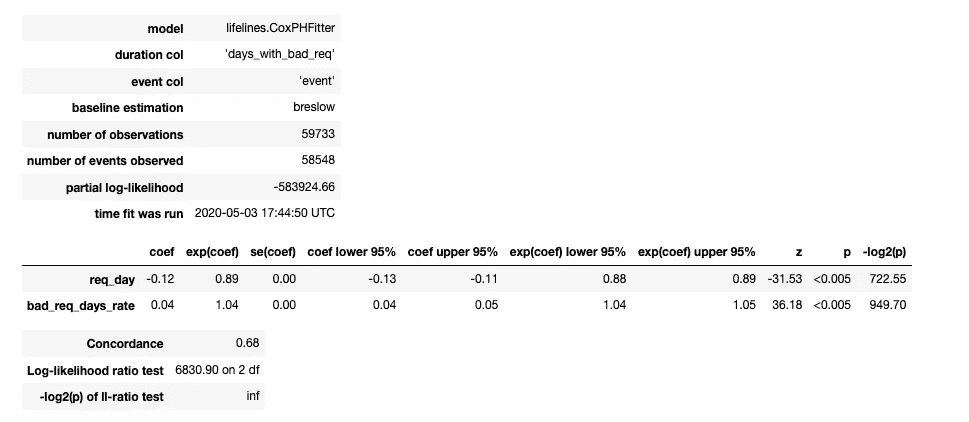 model lifelines.CoxPHFitter
duration col 'days_with_bad_req'
event col 'event'
baseline estimation breslow
number of observations 59733
number of events observed 58548
partial log-likelihood -583924.66
time fit was run 2020-05-03 17:44:50 UTC
coef exp(coef) se(coef) coef lower 95% coef upper 95% exp(coef) lower 95% exp(coef) upper 95% z p -log2(p)
req_day -0.12 0.89 0.00 -0.13 -0.11 0.88 0.89 -31.53 <0.005 722.55
bad_req_days_rate 0.04 1.04 0.00 0.04 0.05 1.04 1.05 36.18 <0.005 949.70
Concordance 0.68
Log-likelihood ratio test 6830.90 on 2 df
-log2(p) of ll-ratio test inf